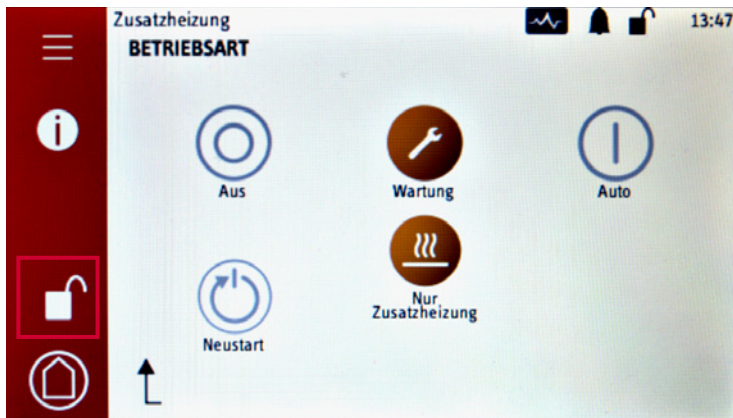 Zusatzheizung
13:47
BETRIEBSART
Aus
Wartung
Auto
Neustart
Nur
Zusatzheizung